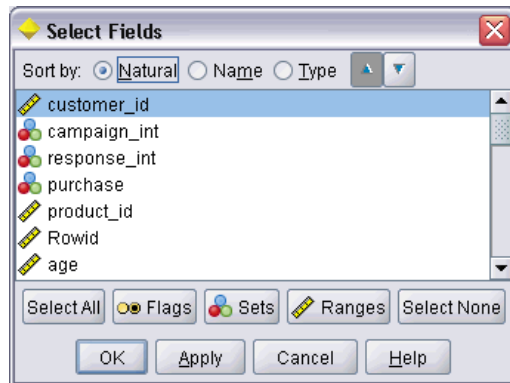 Select Fields
Sort by: Natural Name Type
customer_id
campaign_int
response_int
purchase
product_id
Rowid
age
Select All Flags Sets Ranges Select None
OK Apply Cancel Help